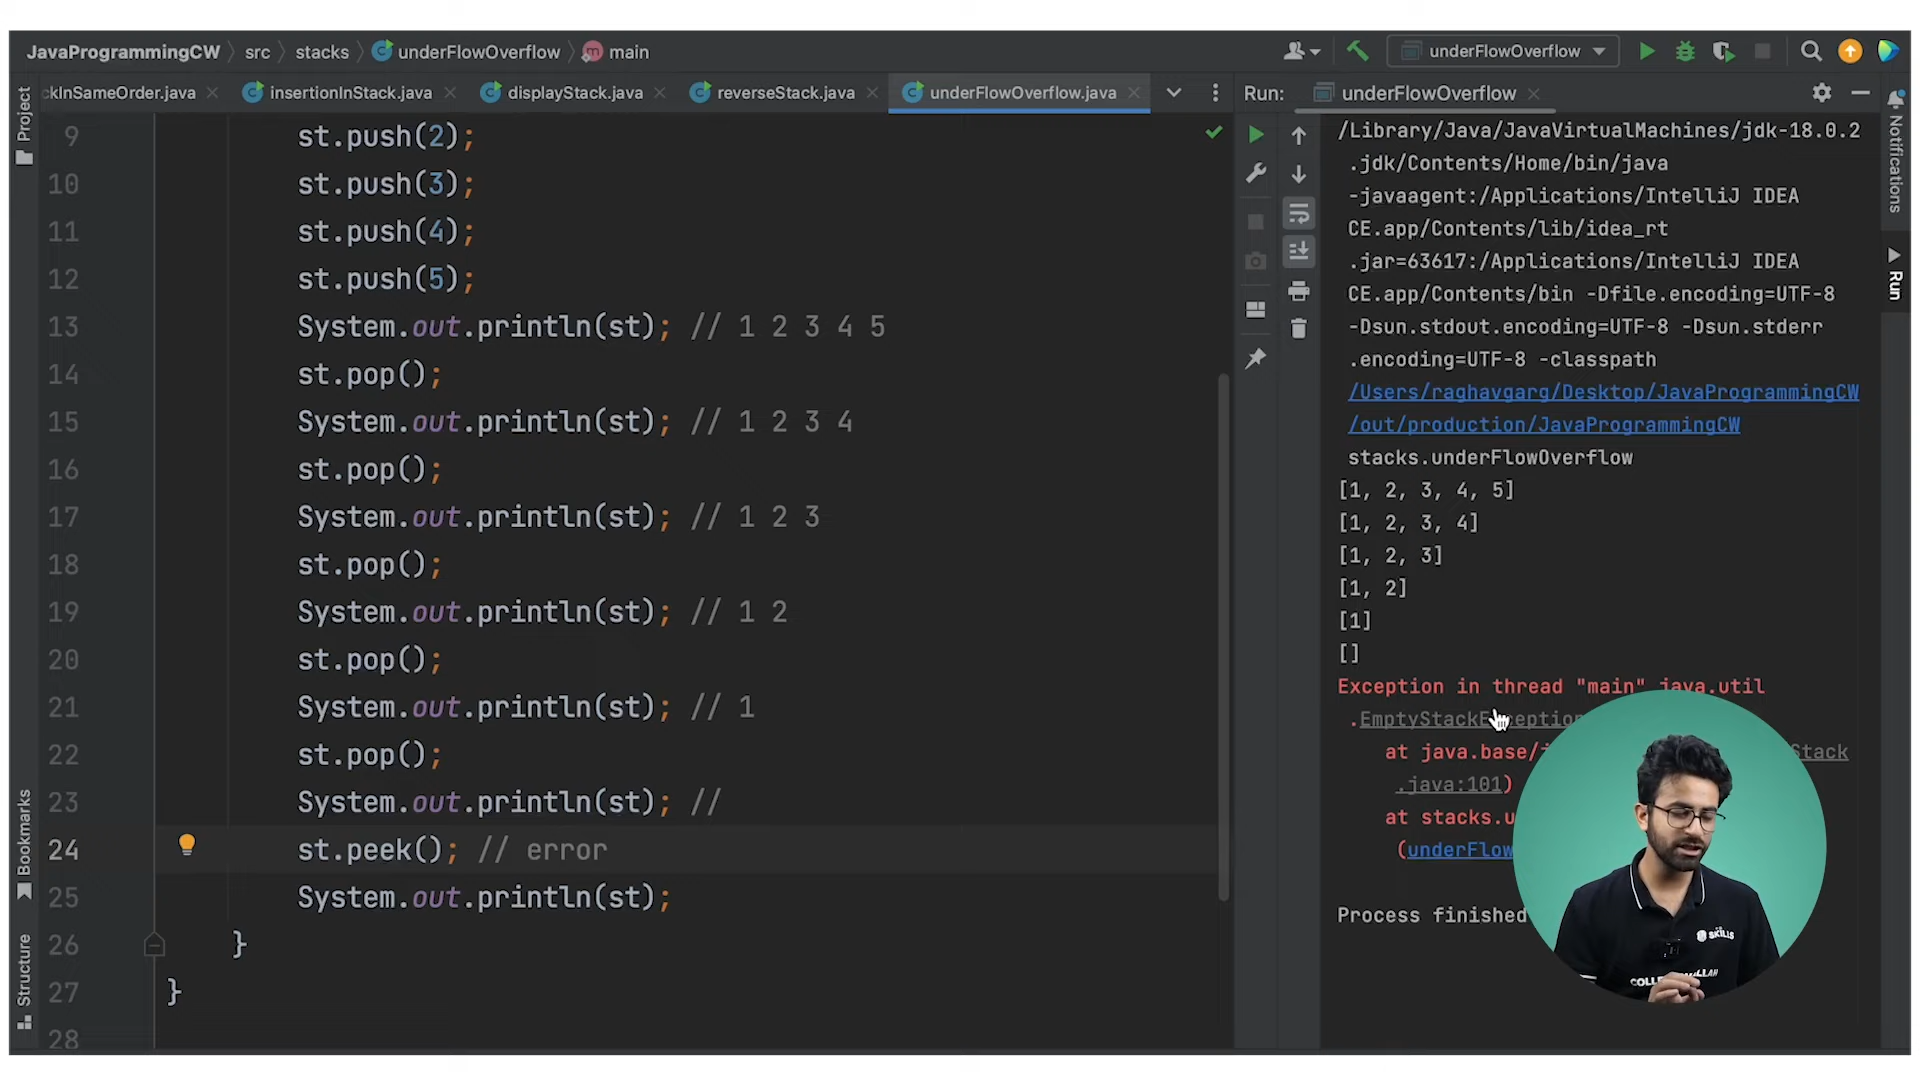 JavaProgrammingCW src stacks underFlowOverflow main
underFlowOverflow
ckInSameOrder.java insertionInStack.java displayStack.java reverseStack.java underFlowOverflow.java
Run: underFlowOverflow
Project
Bookmarks
Structure
9 st.push(2);
10 st.push(3);
11 st.push(4);
12 st.push(5);
13 System.out.println(st); // 1 2 3 4 5
14 st.pop();
15 System.out.println(st); // 1 2 3 4
16 st.pop();
17 System.out.println(st); // 1 2 3
18 st.pop();
19 System.out.println(st); // 1 2
20 st.pop();
21 System.out.println(st); // 1
22 st.pop();
23 System.out.println(st); //
24 st.peek(); // error
25 System.out.println(st);
26 }
27 }
28
/Library/Java/JavaVirtualMachines/jdk-18.0.2
.jdk/Contents/Home/bin/java
-javaagent:/Applications/IntelliJ IDEA
CE.app/Contents/lib/idea_rt
.jar=63617:/Applications/IntelliJ IDEA
CE.app/Contents/bin -Dfile.encoding=UTF-8
-Dsun.stdout.encoding=UTF-8 -Dsun.stderr
.encoding=UTF-8 -classpath
/Users/raghavgarg/Desktop/JavaProgrammingCW
/out/production/JavaProgrammingCW
stacks.underFlowOverflow
[1, 2, 3, 4, 5]
[1, 2, 3, 4]
[1, 2, 3]
[1, 2]
[1]
[]
Exception in thread "main" java.util
.EmptyStackException
at java.base/ Stack
.java:101)
at stacks.u
(underFlow
Process finished
Notifications
Run
SKILLS